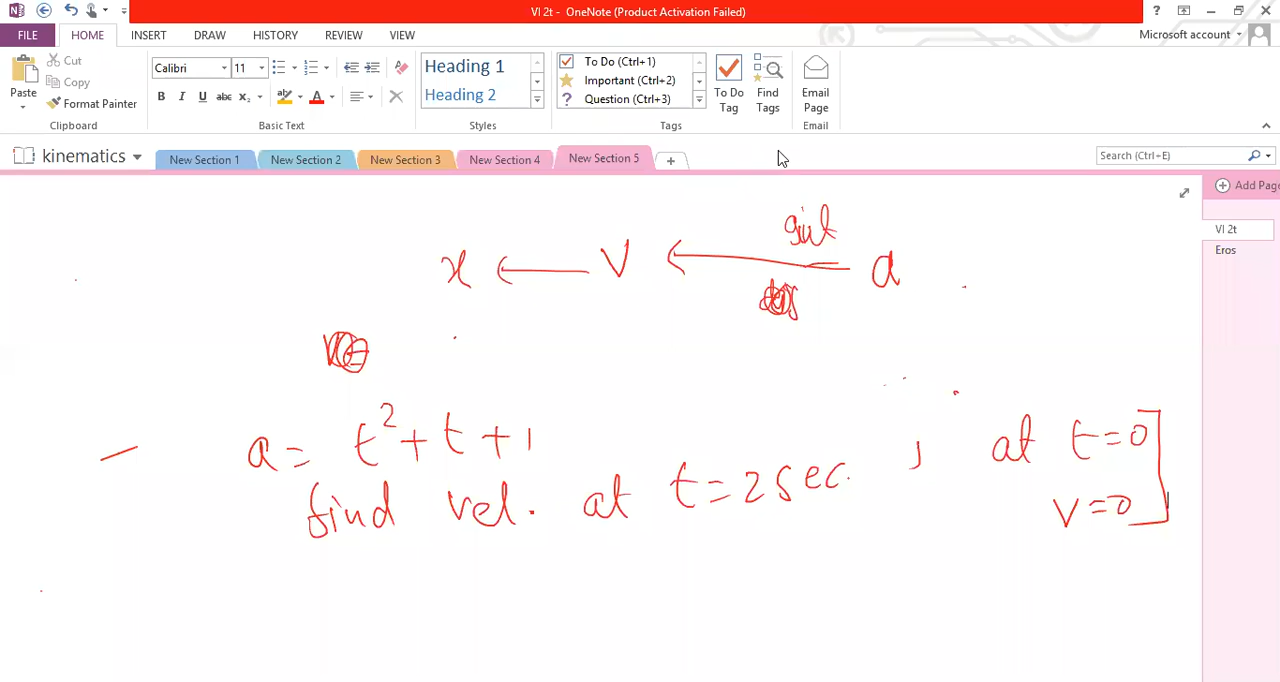 VI 2t - OneNote (Product Activation Failed)
FILE HOME INSERT DRAW HISTORY REVIEW VIEW Microsoft account
Paste Cut Copy Format Painter
Calibri 11
B I U abc X₂ A
Heading 1
Heading 2
To Do (Ctrl+1)
Important (Ctrl+2)
Question (Ctrl+3)
To Do Tag
Find Tags
Email Page
Clipboard Basic Text Styles Tags Email
kinematics New Section 1 New Section 2 New Section 3 New Section 4 New Section 5 Search (Ctrl+E)
Add Page
VI 2t
Eros
x ← V ← a
a = t² + t + 1 ; at t=0
find vel. at t=2 sec. V=0